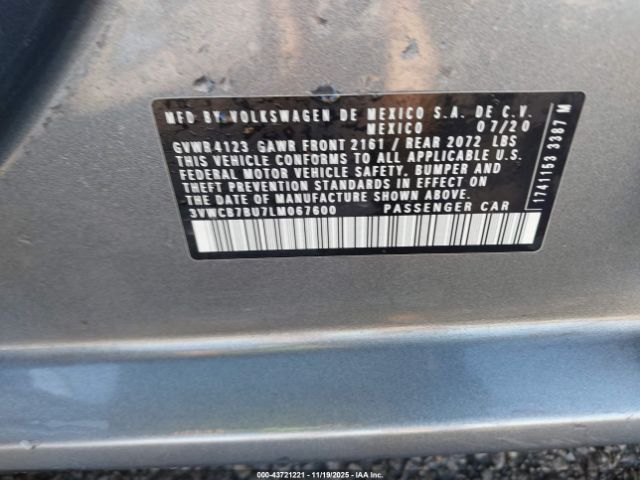 MFD BY VOLKSWAGEN DE MEXICO S.A. DE C.V.
MEXICO 07/20
GVWR 4123 GAWR FRONT 2161 / REAR 2072 LBS
THIS VEHICLE CONFORMS TO ALL APPLICABLE U.S.
FEDERAL MOTOR VEHICLE SAFETY, BUMPER AND
THEFT PREVENTION STANDARDS IN EFFECT ON
THE DATE OF MANUFACTURE SHOWN ABOVE.
3VWCB7BU7LM067600 PASSENGER CAR
1741153 3387 M
000-43721221 - 11/19/2025 - IAA, Inc.